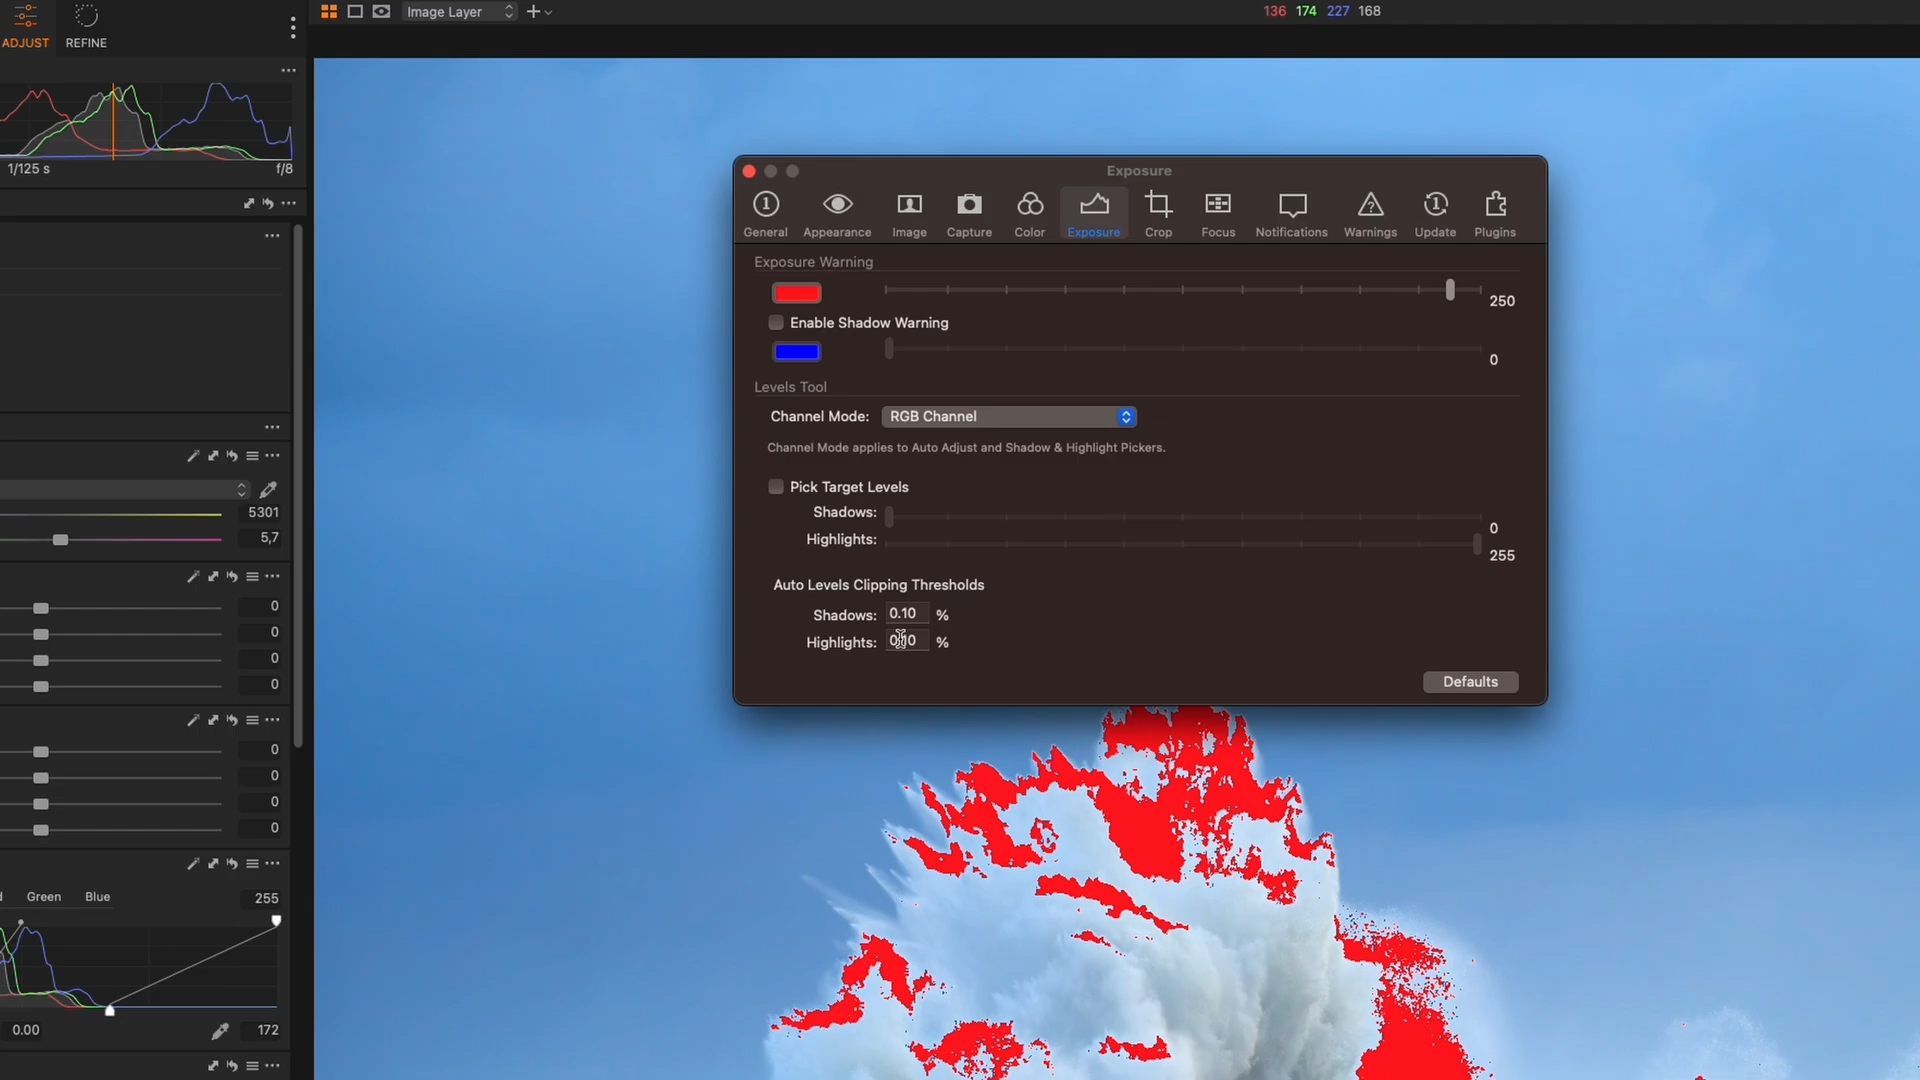 ADJUST REFINE
Image Layer
136 174 227 168
1/125 s f/8
Exposure
General Appearance Image Capture Color Exposure Crop Focus Notifications Warnings Update Plugins
Exposure Warning
250
Enable Shadow Warning
0
Levels Tool
Channel Mode: RGB Channel
Channel Mode applies to Auto Adjust and Shadow & Highlight Pickers.
Pick Target Levels
Shadows: 0
Highlights: 255
Auto Levels Clipping Thresholds
Shadows: 0.10 %
Highlights: %
Defaults
5301
5,7
0
0
0
0
0
0
0
0
Green Blue 255
0.00 172